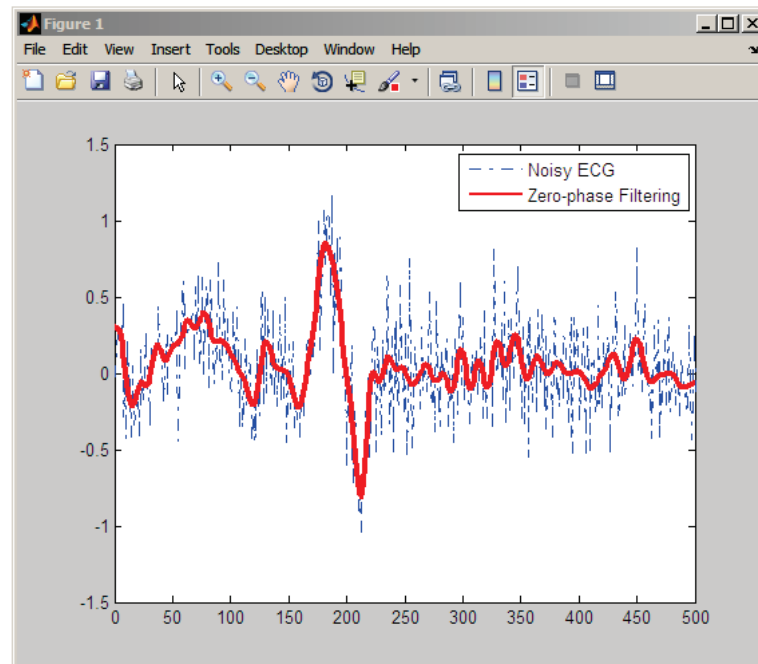 Figure 1
File Edit View Insert Tools Desktop Window Help
Noisy ECG
Zero-phase Filtering
1.5
1
0.5
0
-0.5
-1
-1.5
0 50 100 150 200 250 300 350 400 450 500